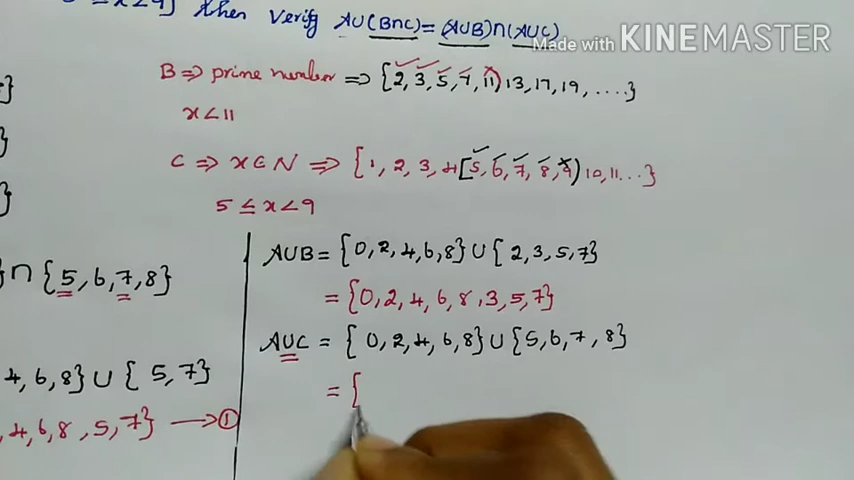 ≤ x<9} then verify A∪(B∩C)=(A∪B)∩(A∪C)
Made with KINEMASTER
B ⇒ prime number ⇒ {2,3,5,7,11) 13,17,19, ....}
x<11
C ⇒ x∈N ⇒ {1,2,3,4[5,6,7,8,9) 10,11...}
5 ≤ x<9
}∩{5,6,7,8}
4,6,8}∪{5,7}
,4,6,8,5,7} → ①
A∪B = {0,2,4,6,8}∪{2,3,5,7}
= {0,2,4,6,8,3,5,7}
A∪C = {0,2,4,6,8}∪{5,6,7,8}
= {